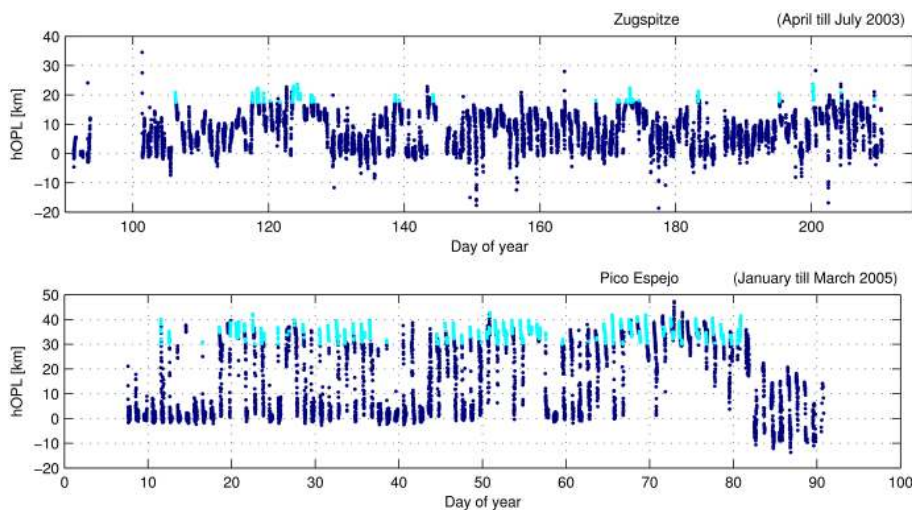 Zugspitze (April till July 2003)
40
30
20
10
0
−10
−20
hOPL [km]
100 120 140 160 180 200
Day of year
Pico Espejo (January till March 2005)
50
40
30
20
10
0
−10
−20
hOPL [km]
0 10 20 30 40 50 60 70 80 90 100
Day of year